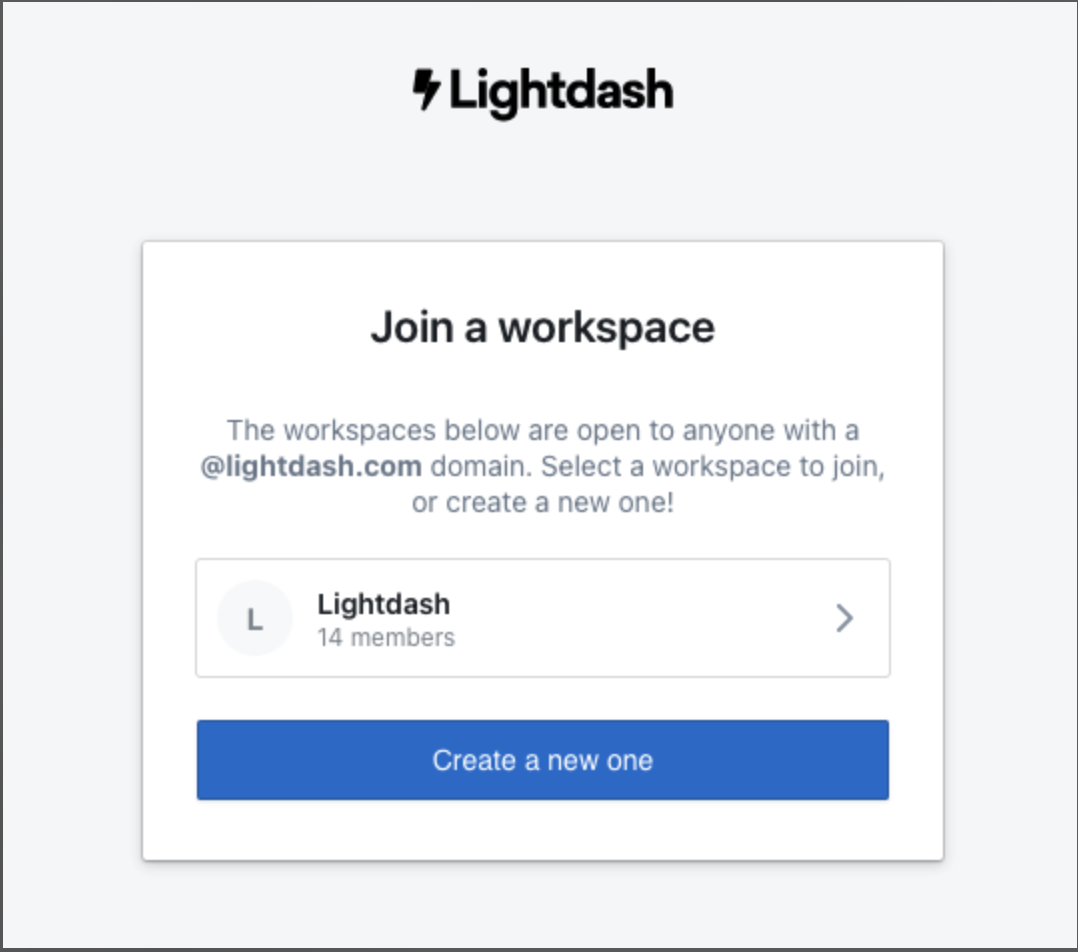 Lightdash
Join a workspace
The workspaces below are open to anyone with a
@lightdash.com domain. Select a workspace to join,
or create a new one!
L
Lightdash
14 members
Create a new one